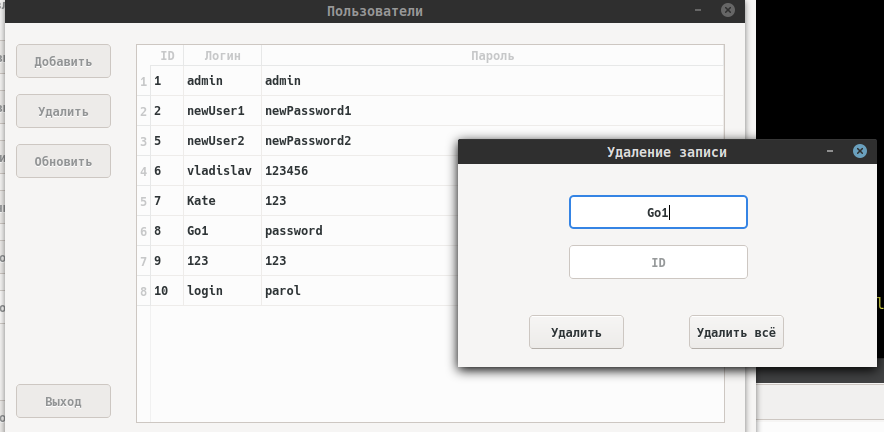 Пользователи
Добавить
Удалить
Обновить
Выход
ID Логин Пароль
1 1 admin admin
2 2 newUser1 newPassword1
3 5 newUser2 newPassword2
4 6 vladislav 123456
5 7 Kate 123
6 8 Go1 password
7 9 123 123
8 10 login parol
Удаление записи
Go1
ID
Удалить Удалить всё